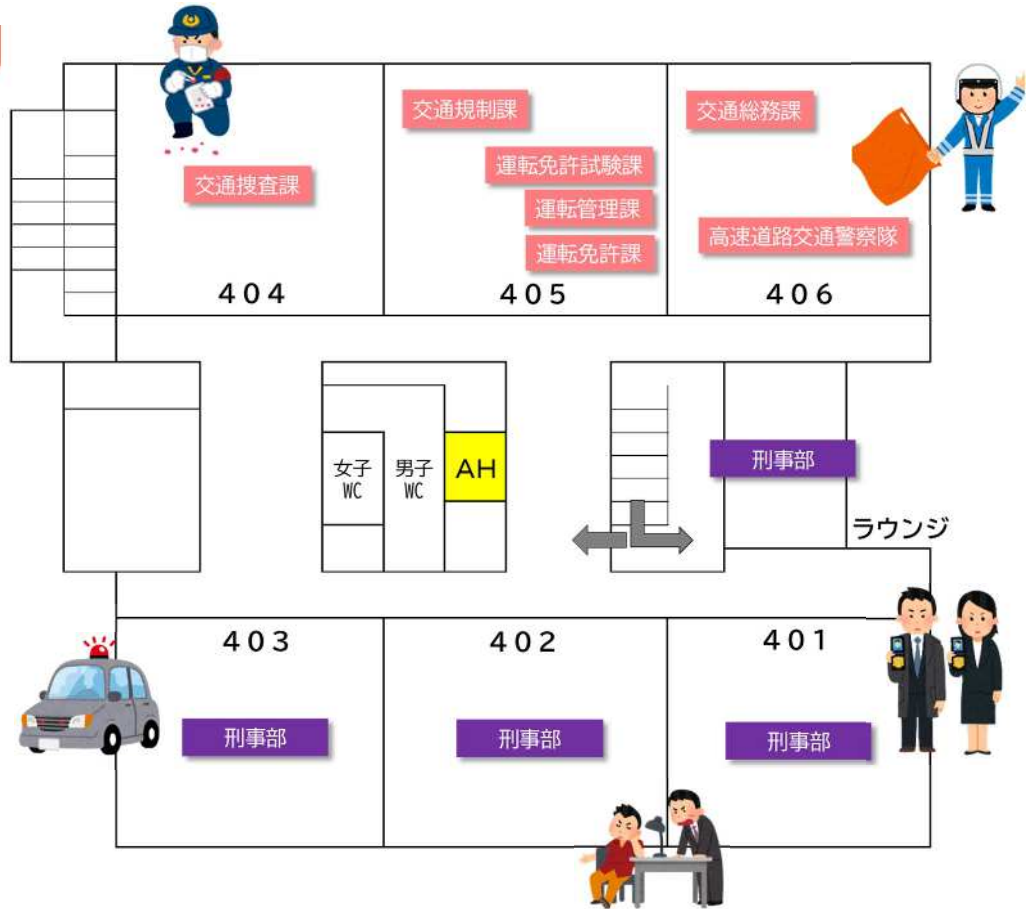 交通規制課
交通総務課
運転免許試験課
交通捜査課
運転管理課
高速道路交通警察隊
運転免許課
404
405
406
女子
WC
男子
WC
AH
刑事部
ラウンジ
403
402
401
刑事部
刑事部
刑事部